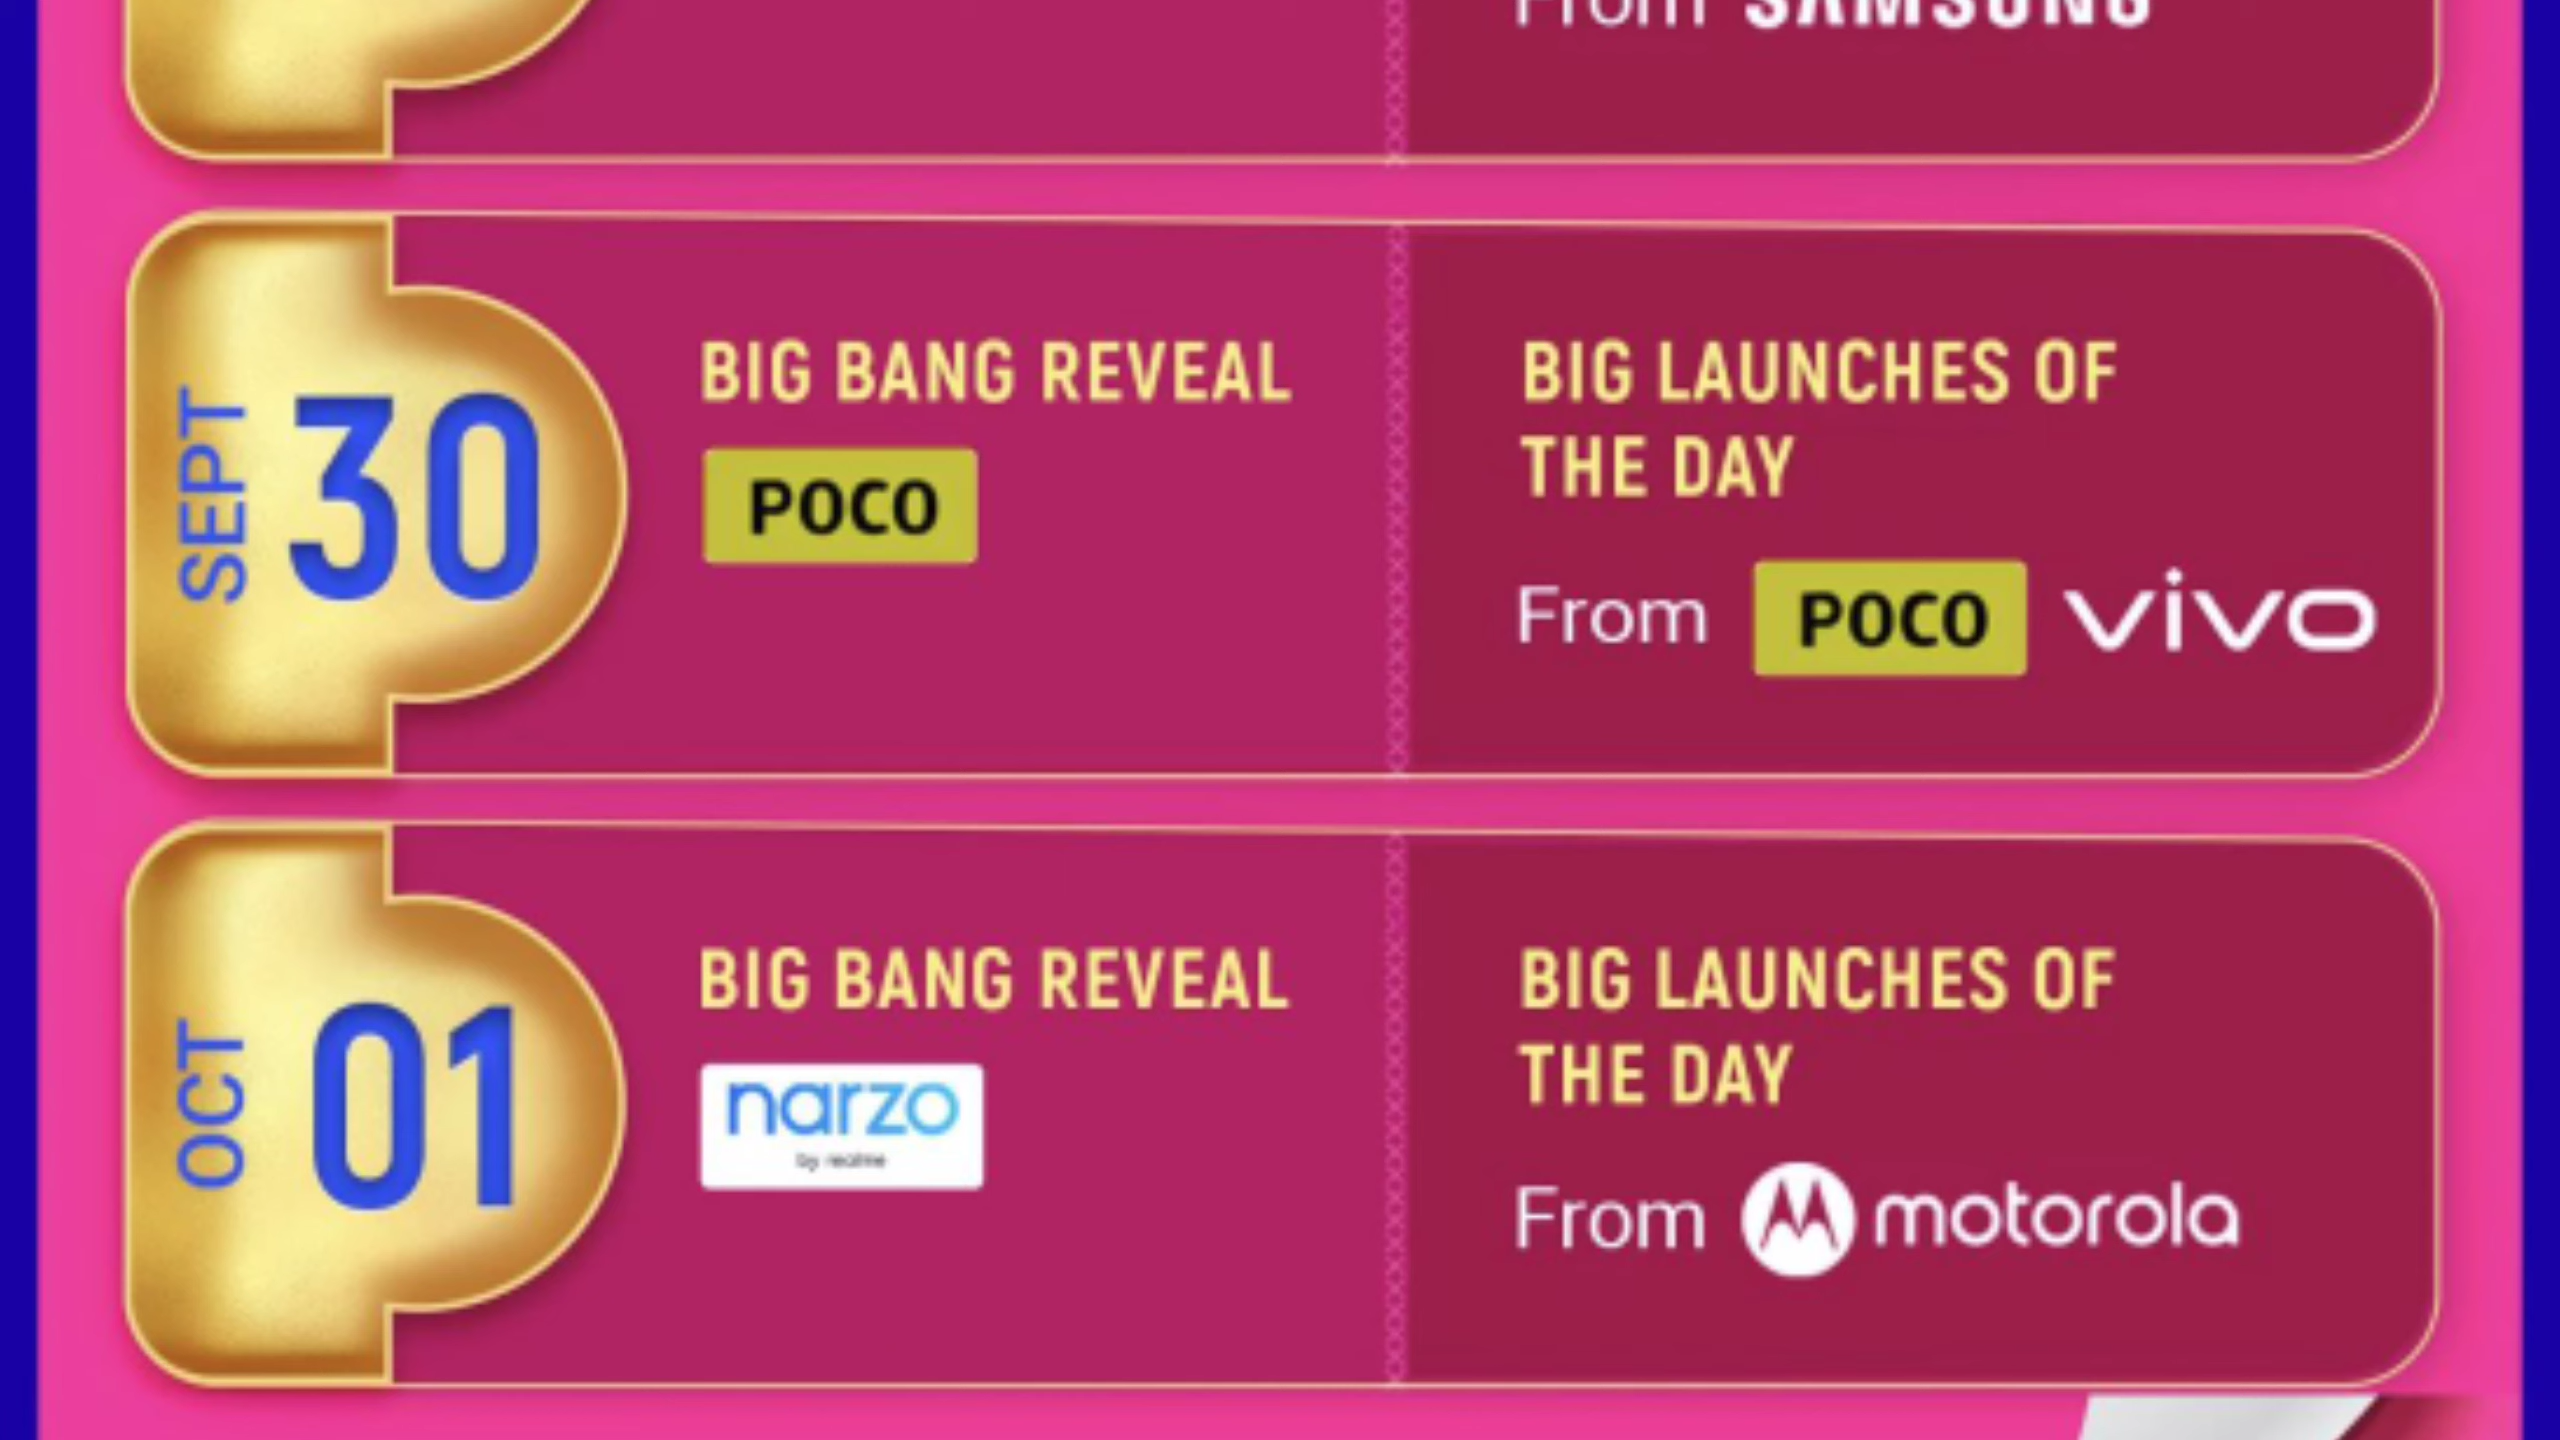 From SAMSUNG
SEPT 30
BIG BANG REVEAL
POCO
BIG LAUNCHES OF
THE DAY
From POCO vivo
OCT 01
BIG BANG REVEAL
narzo
by realme
BIG LAUNCHES OF
THE DAY
From motorola